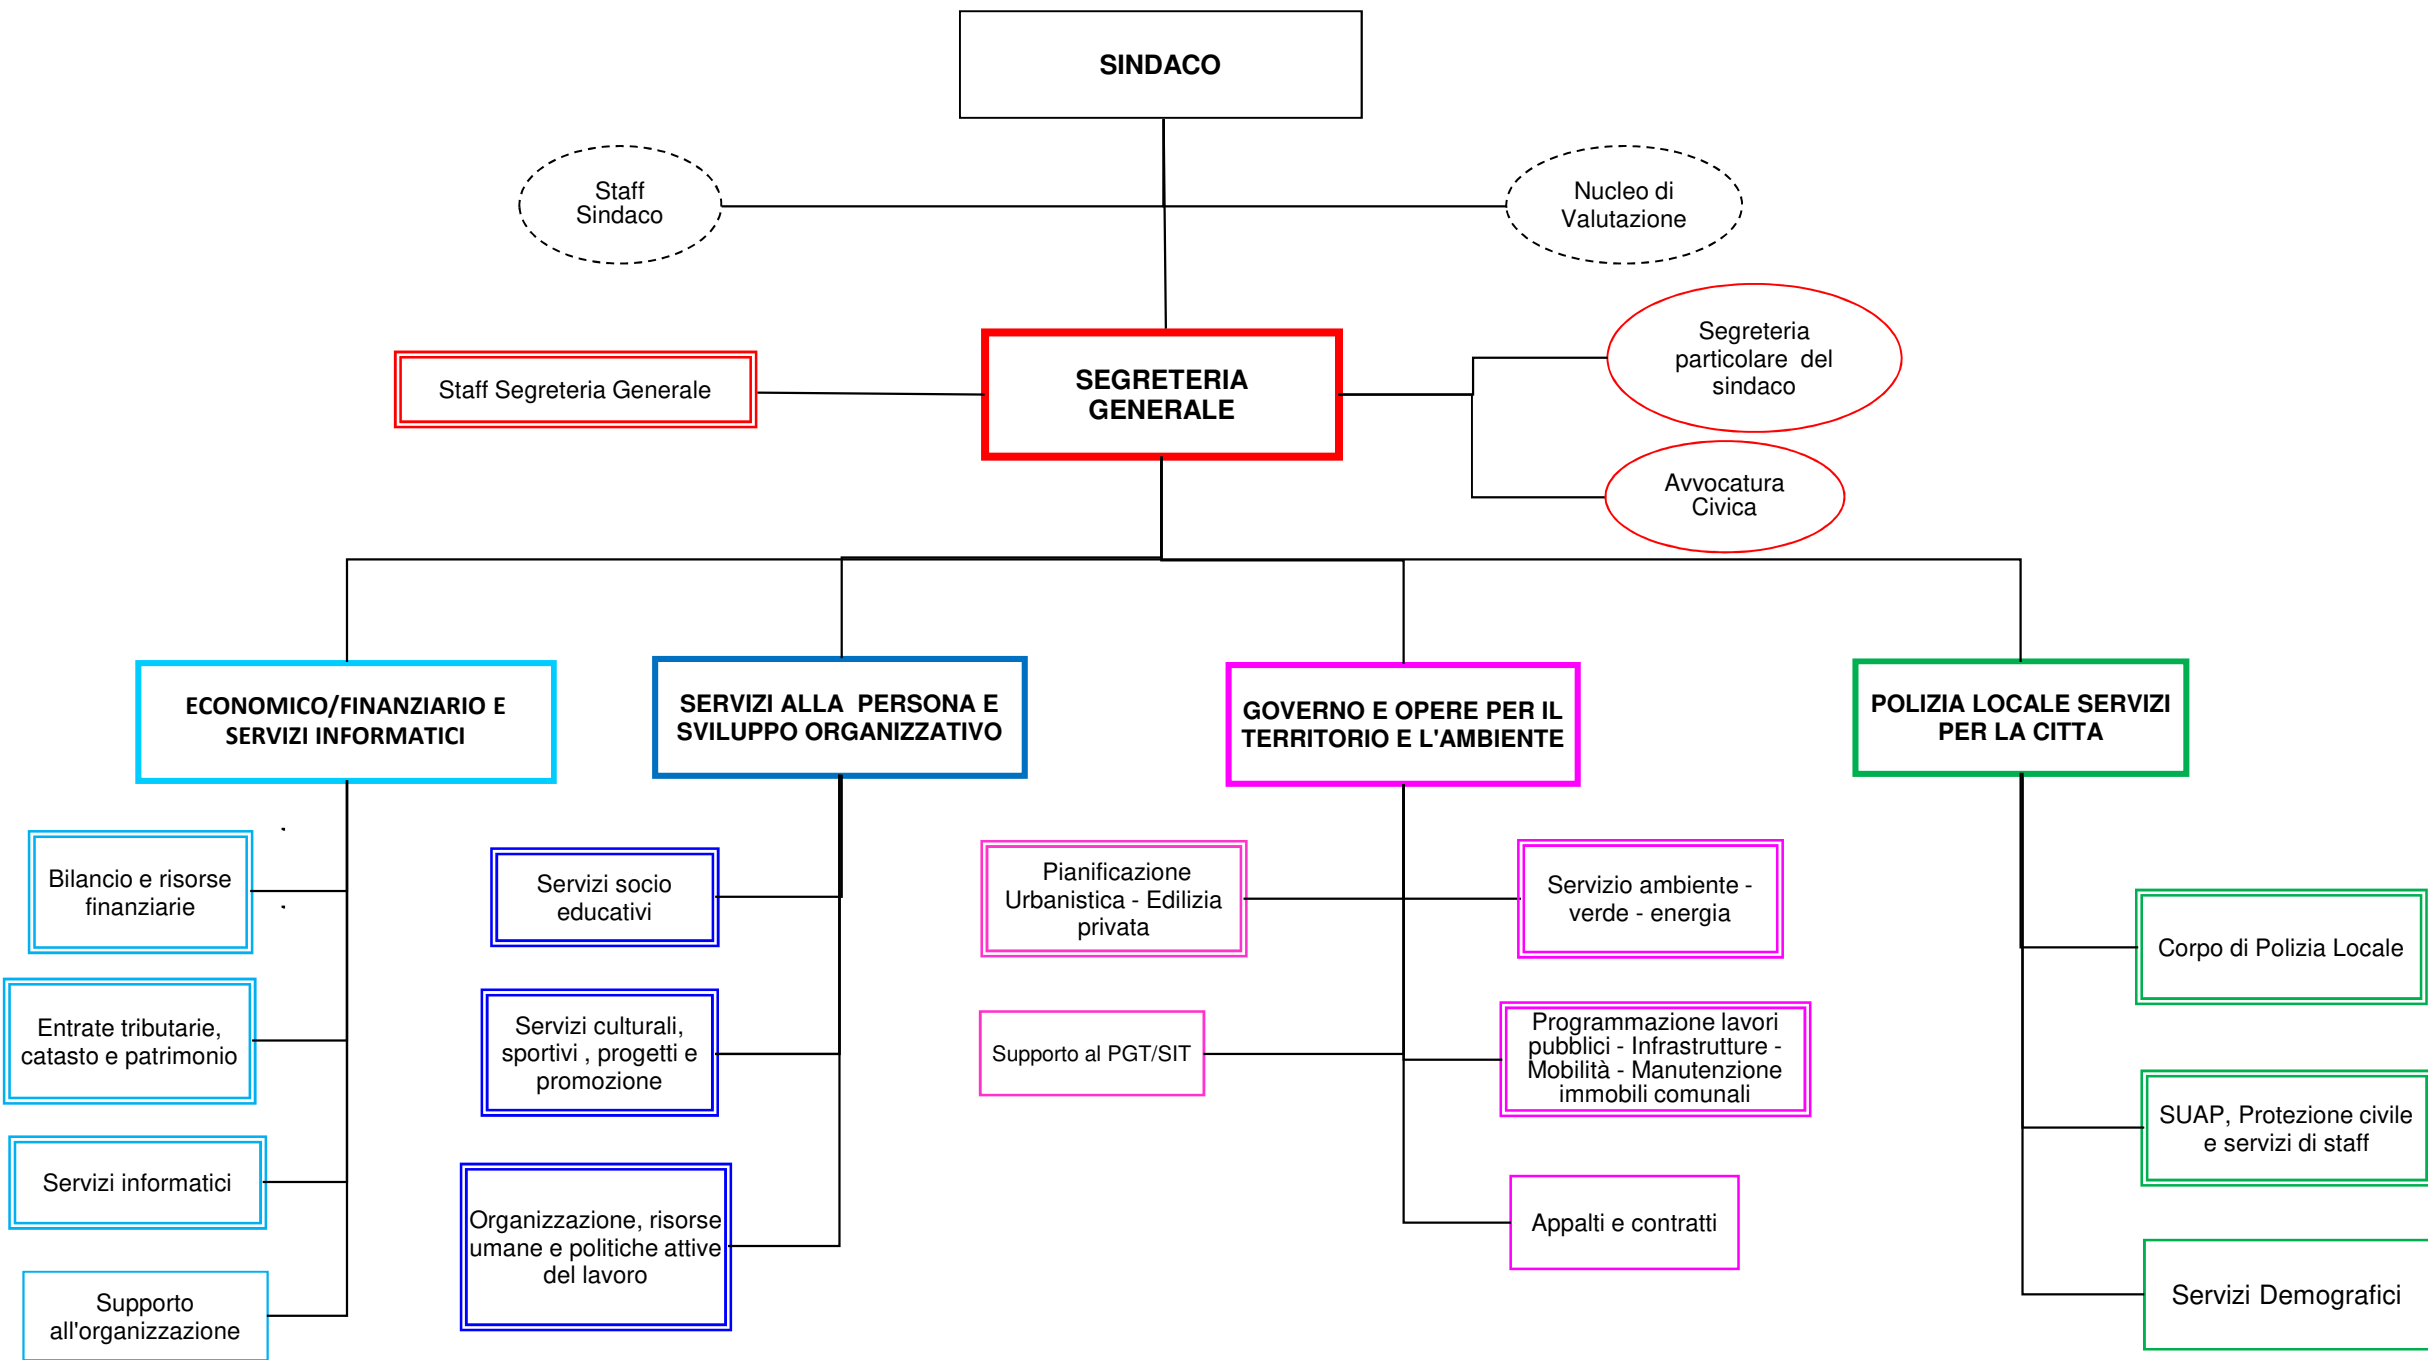 SINDACO
Staff
Sindaco
Nucleo di
Valutazione
Segreteria
particolare  del
sindaco
Staff Segreteria Generale
SEGRETERIA
GENERALE
Avvocatura
Civica
ECONOMICO/FINANZIARIO E
SERVIZI INFORMATICI
SERVIZI ALLA  PERSONA E
SVILUPPO ORGANIZZATIVO
GOVERNO E OPERE PER IL
TERRITORIO E L'AMBIENTE
POLIZIA LOCALE SERVIZI
PER LA CITTA
Bilancio e risorse
finanziarie
Entrate tributarie,
catasto e patrimonio
Servizi informatici
Supporto
all'organizzazione
Servizi socio
educativi
Servizi culturali,
sportivi , progetti e
promozione
Organizzazione, risorse
umane e politiche attive
del lavoro
Pianificazione
Urbanistica - Edilizia
privata
Supporto al PGT/SIT
Servizio ambiente -
verde - energia
Programmazione lavori
pubblici - Infrastrutture -
Mobilità - Manutenzione
immobili comunali
Appalti e contratti
Corpo di Polizia Locale
SUAP, Protezione civile
e servizi di staff
Servizi Demografici